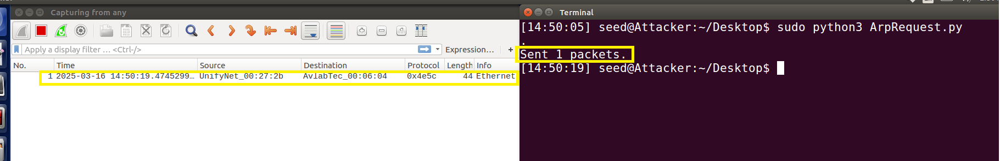 Capturing from any
Apply a display filter ... <Ctrl-/>
Expression...
+
No. Time Source Destination Protocol Length Info
1 2025-03-16 14:50:19.4745299... UnifyNet_00:27:2b AvlabTec_00:06:04 0x4e5c 44 Ethernet
Terminal
[14:50:05] seed@Attacker:~/Desktop$ sudo python3 ArpRequest.py
.
Sent 1 packets.
[14:50:19] seed@Attacker:~/Desktop$